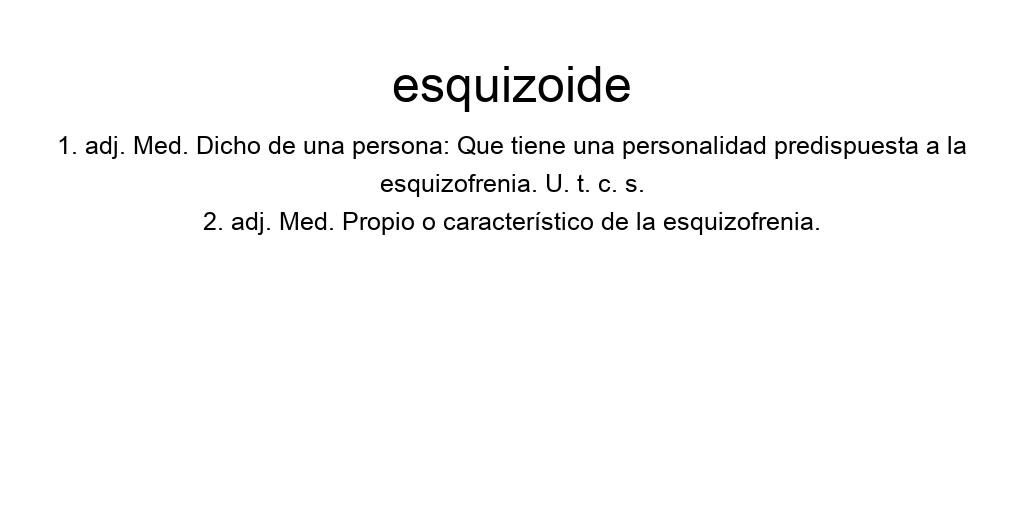 esquizoide
1. adj. Med. Dicho de una persona: Que tiene una personalidad predispuesta a la
esquizofrenia. U. t. c. s.
2. adj. Med. Propio o característico de la esquizofrenia.